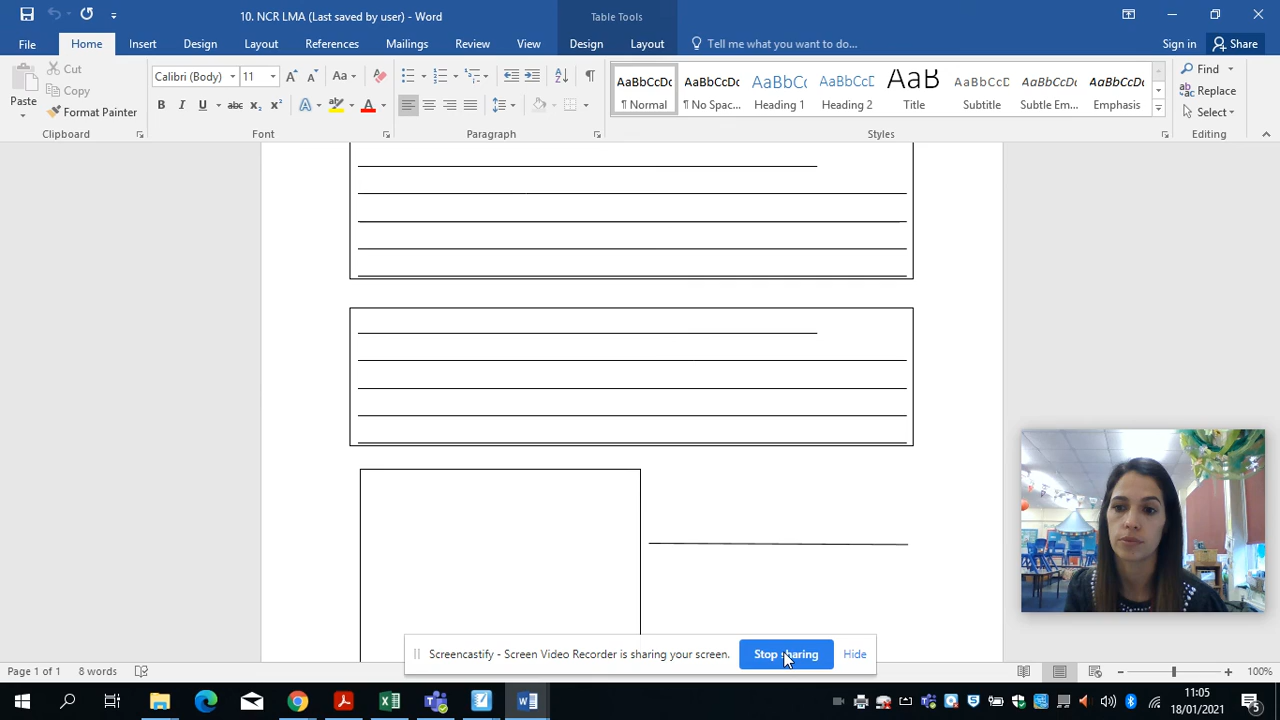 10. NCR LMA (Last saved by user) - Word
Table Tools
File
Home
Insert
Design
Layout
References
Mailings
Review
View
Design
Layout
Tell me what you want to do...
Sign in
Share
Paste
Cut
Copy
Format Painter
Clipboard
Calibri (Body)
11
Font
Paragraph
AaBbCcDc
¶ Normal
AaBbCcDc
¶ No Spac...
AaBbCc
Heading 1
AaBbCcD
Heading 2
AaB
Title
AaBbCcD
Subtitle
AaBbCcDc
Subtle Em...
AaBbCcDc
Emphasis
Styles
Find
Replace
Select
Editing
Screencastify - Screen Video Recorder is sharing your screen.
Stop sharing
Hide
Page 1 of 1
8 words
100%
11:05
18/01/2021
5